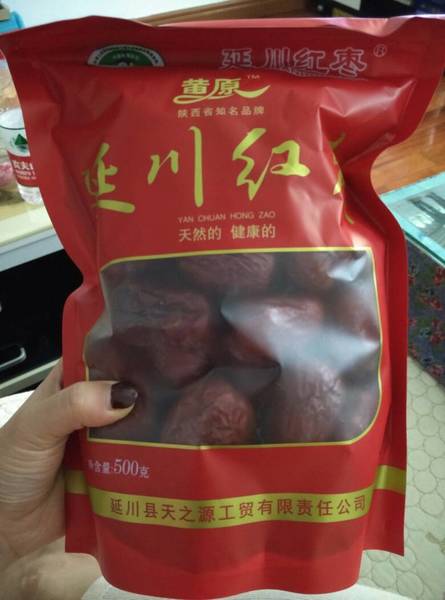 延川红枣®
黄原™
陕西省知名品牌
延川红
YAN CHUAN HONG ZAO
天然的 健康的
净含量:500克
延川县天之源工贸有限责任公司